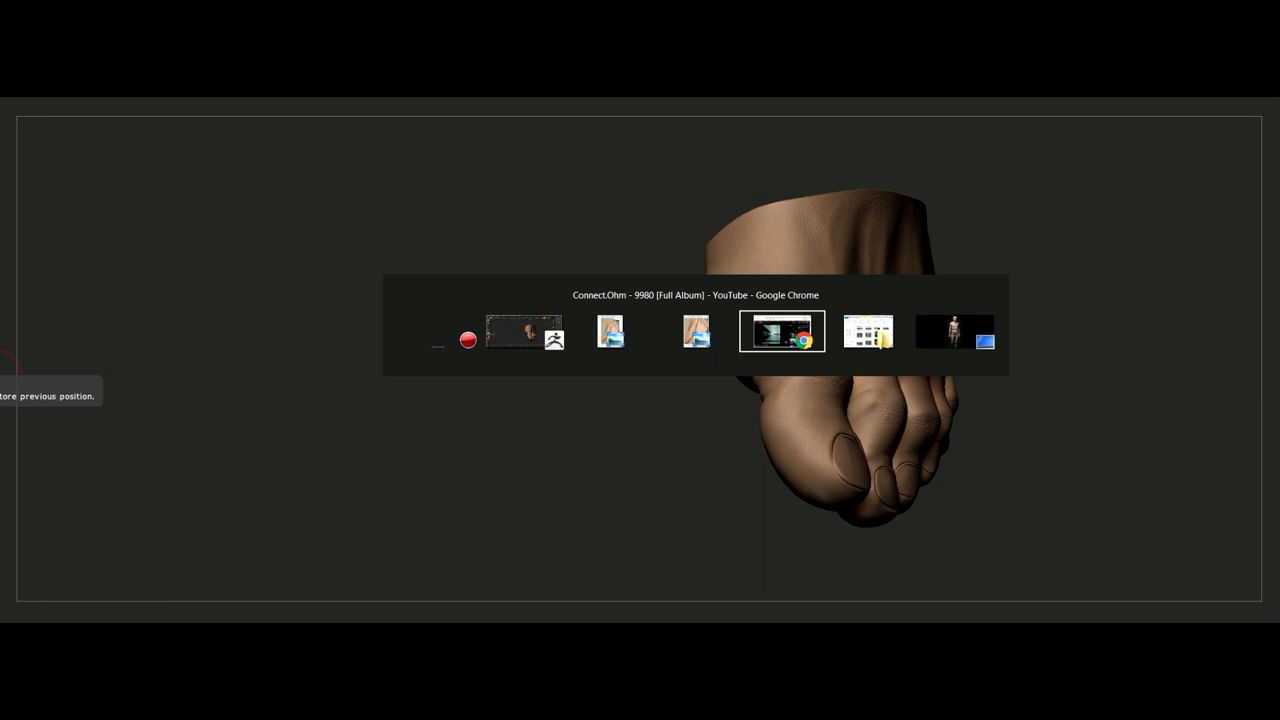 Connect.Ohm - 9980 [Full Album] - YouTube - Google Chrome
tore previous position.